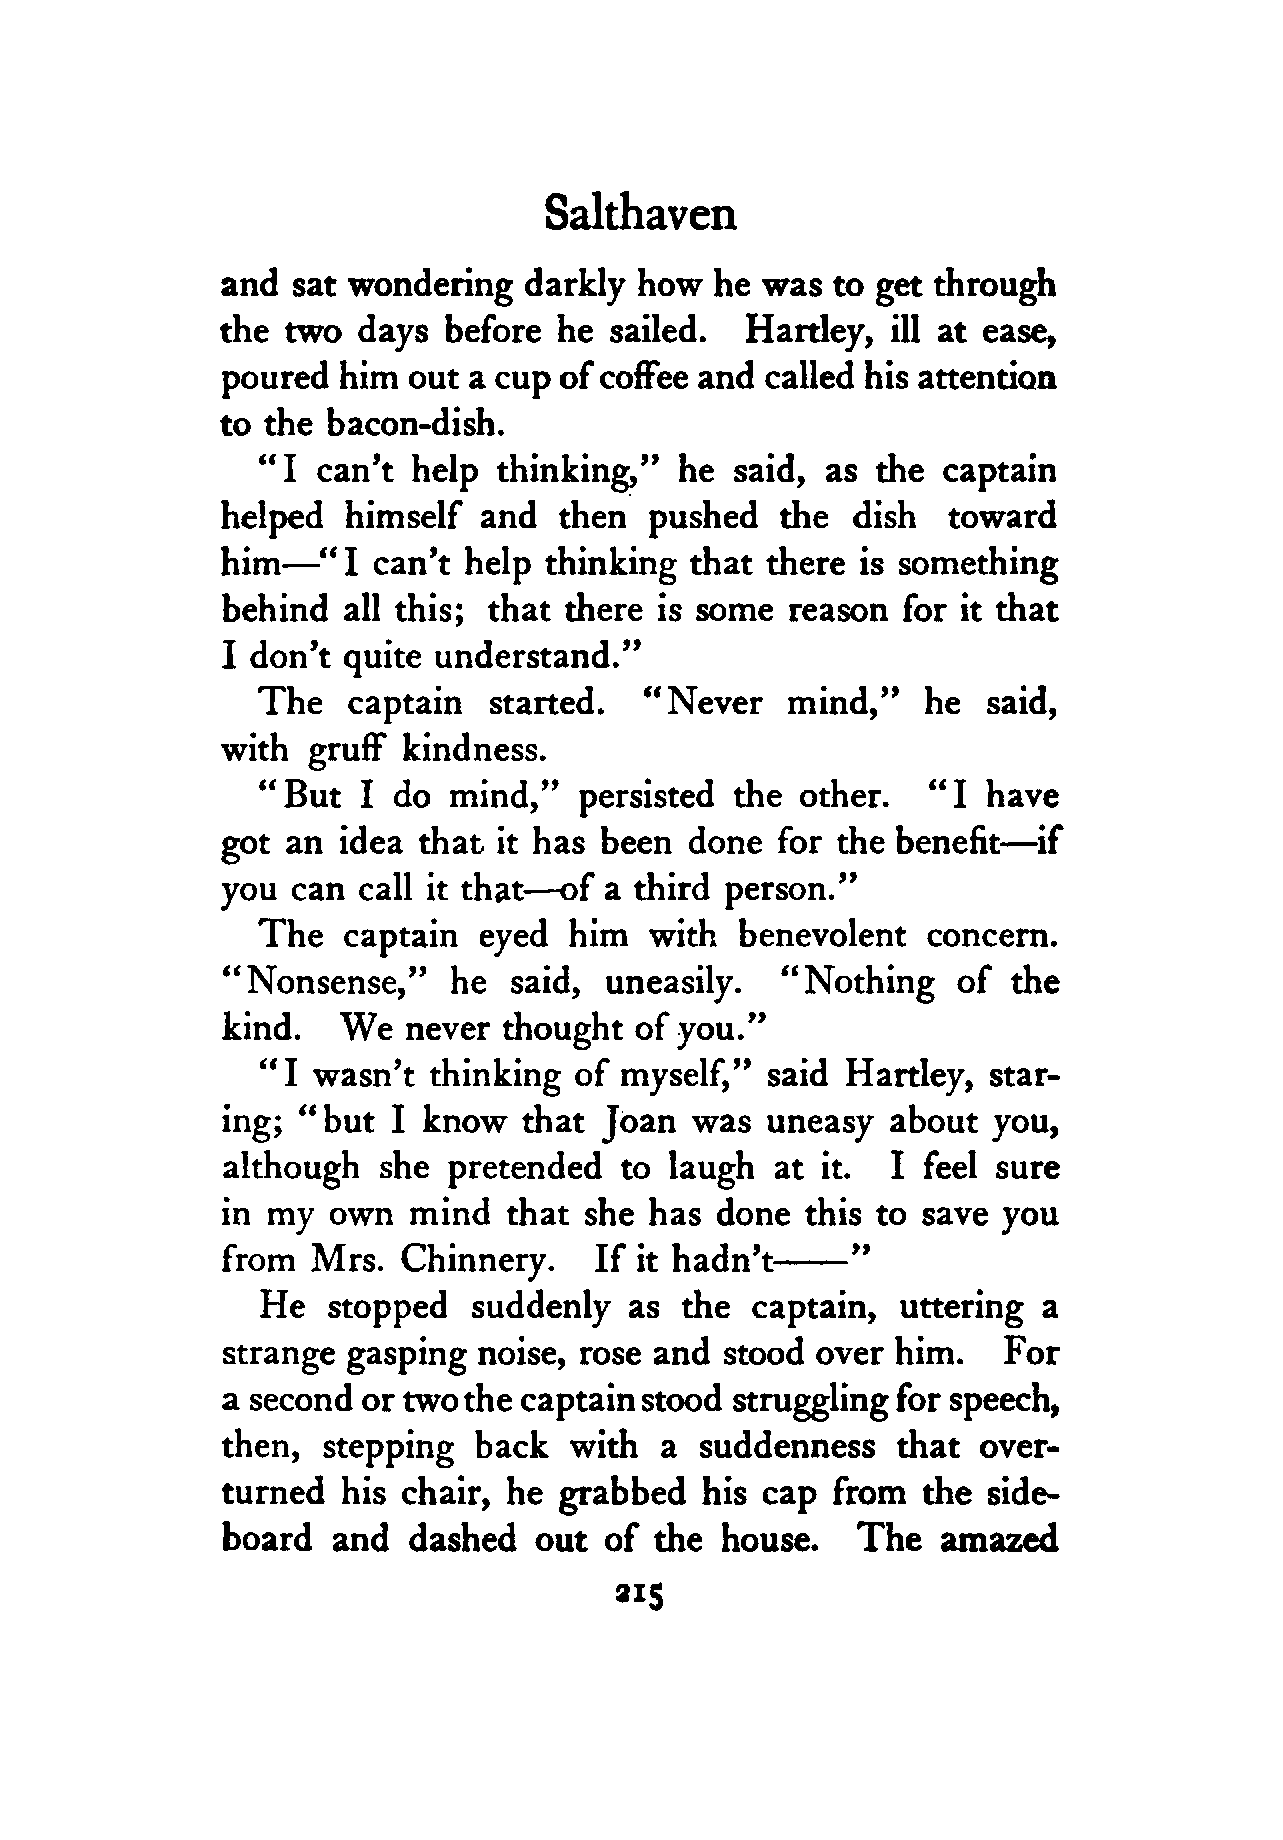 Salthaven
and sat wondering darkly how he was to get through
the two days before he sailed. Hartley, ill at ease,
poured him out a cup of coffee and called his attention
to the bacon-dish.
“I can’t help thinking,” he said, as the captain
helped himself and then pushed the dish toward
him—“I can’t help thinking that there is something
behind all this; that there is some reason for it that
I don’t quite understand.”
The captain started. “Never mind,” he said,
with gruff kindness.
“But I do mind,” persisted the other. “I have
got an idea that it has been done for the benefit—if
you can call it that—of a third person.”
The captain eyed him with benevolent concern.
“Nonsense,” he said, uneasily. “Nothing of the
kind. We never thought of you.”
“I wasn’t thinking of myself,” said Hartley, star-
ing; “but I know that Joan was uneasy about you,
although she pretended to laugh at it. I feel sure
in my own mind that she has done this to save you
from Mrs. Chinnery. If it hadn’t——”
He stopped suddenly as the captain, uttering a
strange gasping noise, rose and stood over him. For
a second or two the captain stood struggling for speech,
then, stepping back with a suddenness that over-
turned his chair, he grabbed his cap from the side-
board and dashed out of the house. The amazed
215